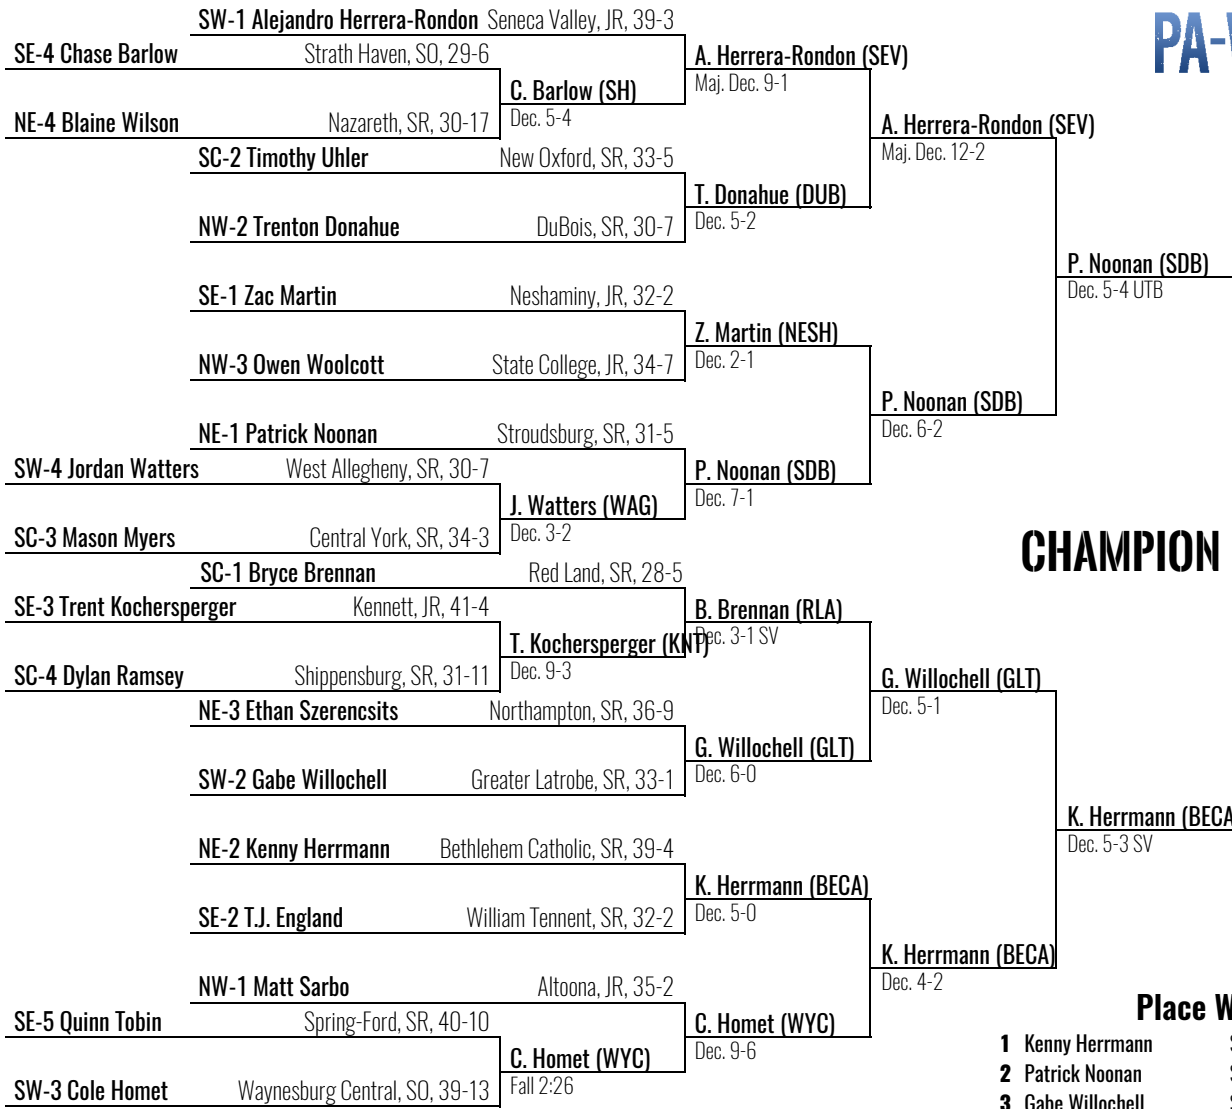 SW-1 Alejandro Herrera-Rondon Seneca Valley, JR, 39-3
SE-4 Chase Barlow Strath Haven, SO, 29-6
A. Herrera-Rondon (SEV)
Maj. Dec. 9-1
C. Barlow (SH)
Dec. 5-4
NE-4 Blaine Wilson Nazareth, SR, 30-17
A. Herrera-Rondon (SEV)
Maj. Dec. 12-2
SC-2 Timothy Uhler New Oxford, SR, 33-5
T. Donahue (DUB)
Dec. 5-2
NW-2 Trenton Donahue DuBois, SR, 30-7
P. Noonan (SDB)
Dec. 5-4 UTB
SE-1 Zac Martin Neshaminy, JR, 32-2
Z. Martin (NESH)
Dec. 2-1
NW-3 Owen Woolcott State College, JR, 34-7
P. Noonan (SDB)
Dec. 6-2
NE-1 Patrick Noonan Stroudsburg, SR, 31-5
SW-4 Jordan Watters West Allegheny, SR, 30-7
P. Noonan (SDB)
Dec. 7-1
J. Watters (WAG)
Dec. 3-2
SC-3 Mason Myers Central York, SR, 34-3
CHAMPION
SC-1 Bryce Brennan Red Land, SR, 28-5
SE-3 Trent Kochersperger Kennett, JR, 41-4
B. Brennan (RLA)
Dec. 3-1 SV
T. Kochersperger (KNT)
Dec. 9-3
SC-4 Dylan Ramsey Shippensburg, SR, 31-11
G. Willochell (GLT)
Dec. 5-1
NE-3 Ethan Szerencsits Northampton, SR, 36-9
G. Willochell (GLT)
Dec. 6-0
SW-2 Gabe Willochell Greater Latrobe, SR, 33-1
K. Herrmann (BECA
Dec. 5-3 SV
NE-2 Kenny Herrmann Bethlehem Catholic, SR, 39-4
K. Herrmann (BECA)
Dec. 5-0
SE-2 T.J. England William Tennent, SR, 32-2
K. Herrmann (BECA)
Dec. 4-2
NW-1 Matt Sarbo Altoona, JR, 35-2
SE-5 Quinn Tobin Spring-Ford, SR, 40-10
C. Homet (WYC)
Dec. 9-6
C. Homet (WYC)
Fall 2:26
SW-3 Cole Homet Waynesburg Central, SO, 39-13
Place W
1 Kenny Herrmann
2 Patrick Noonan
3 Gabe Willochell